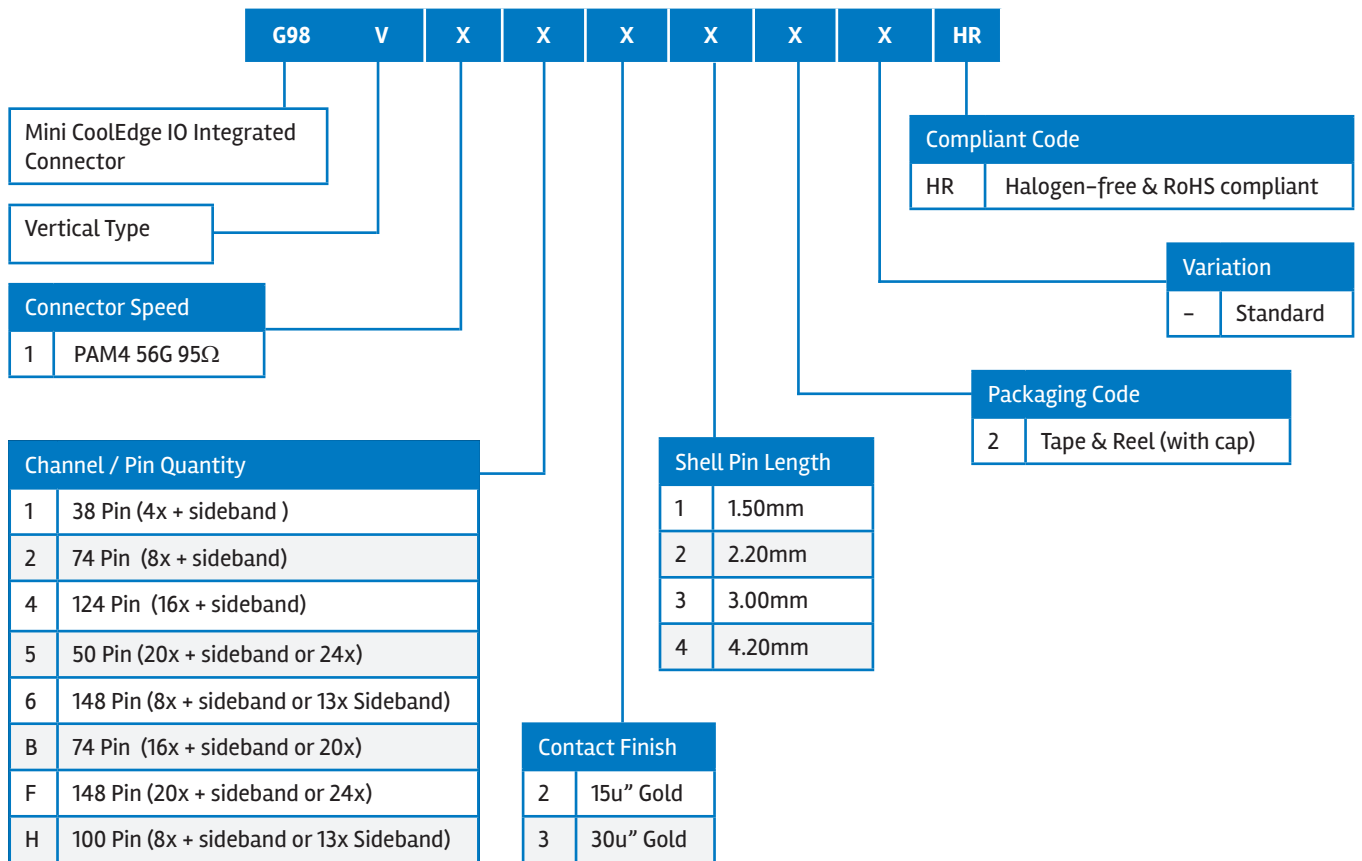 G98 V X X X X X X HR
Mini CoolEdge IO Integrated
Connector
Vertical Type
Connector Speed
1 PAM4 56G 95Ω
Channel / Pin Quantity
1 38 Pin (4x + sideband )
2 74 Pin (8x + sideband)
4 124 Pin (16x + sideband)
5 50 Pin (20x + sideband or 24x)
6 148 Pin (8x + sideband or 13x Sideband)
B 74 Pin (16x + sideband or 20x)
F 148 Pin (20x + sideband or 24x)
H 100 Pin (8x + sideband or 13x Sideband)
Contact Finish
2 15u” Gold
3 30u” Gold
Shell Pin Length
1 1.50mm
2 2.20mm
3 3.00mm
4 4.20mm
Packaging Code
2 Tape & Reel (with cap)
Variation
– Standard
Compliant Code
HR Halogen-free & RoHS compliant